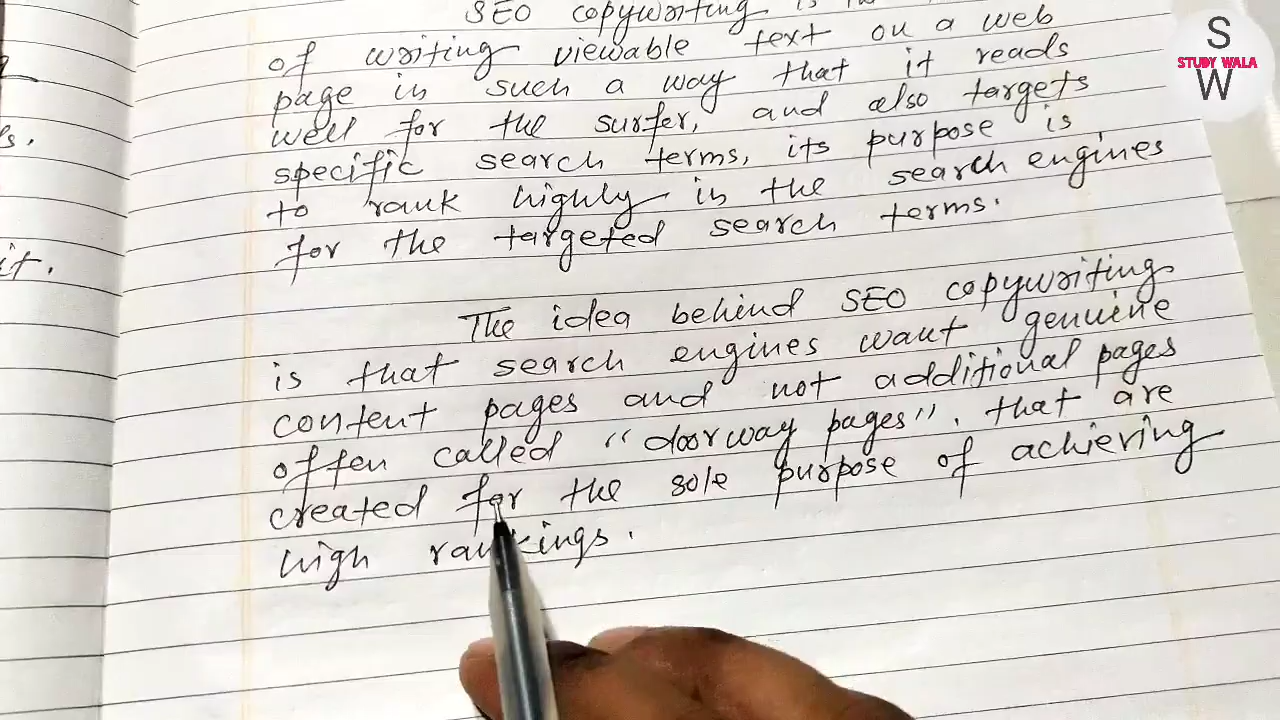 SEO copywriting is
of writing viewable text on a web
page in such a way that it reads
well for the surfer, and also targets
specific search terms, its purpose is
to rank highly in the search engines
for the targeted search terms.
The idea behind SEO copywriting
is that search engines want genuine
content pages and not additional pages
often called "doorway pages". that are
created for the sole purpose of achieving
high rankings.
s.
it.
S
STUDY WALA
W